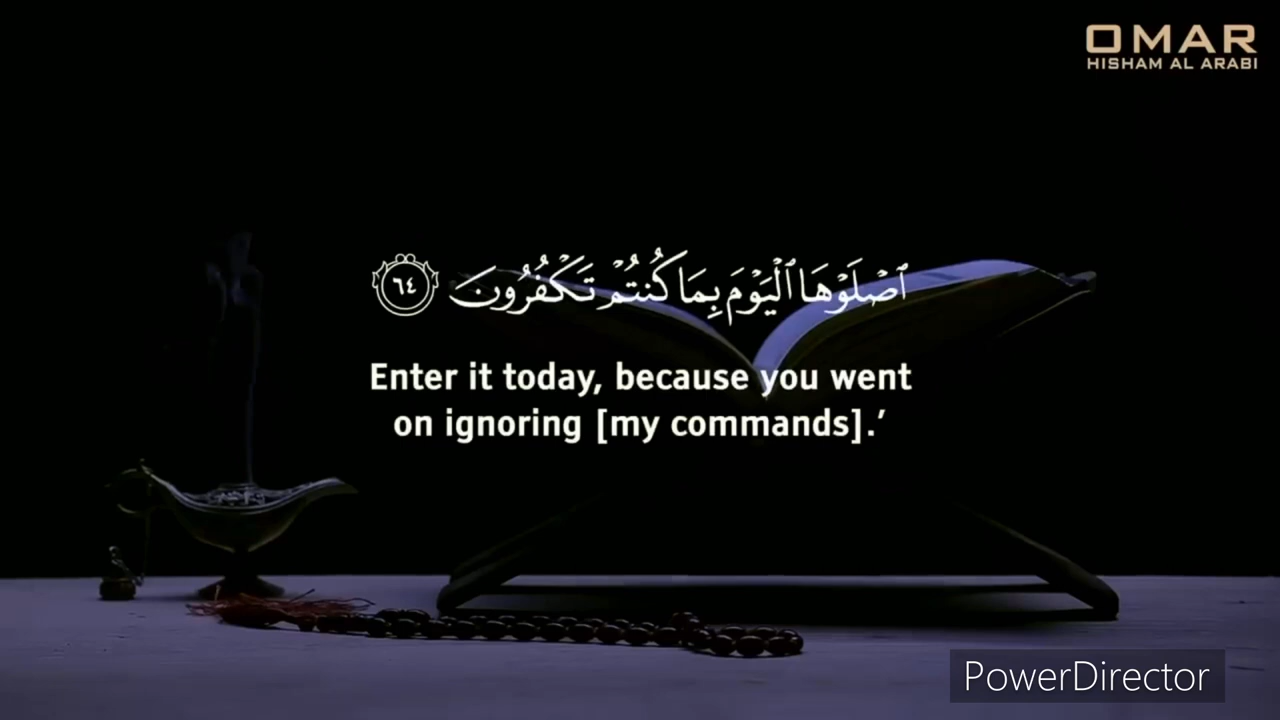 OMAR
HISHAM AL ARABI
ٱصْلَوْهَا ٱلْيَوْمَ بِمَا كُنتُمْ تَكْفُرُونَ ٦٤
Enter it today, because you went
on ignoring [my commands].’
PowerDirector